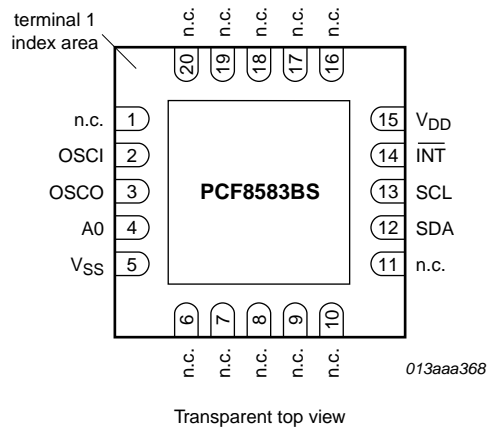 terminal 1
index area
n.c.
n.c.
n.c.
n.c.
n.c.
20
19
18
17
16
n.c. 1
15 VDD
OSCI 2
14 INT
OSCO 3
PCF8583BS
13 SCL
A0 4
12 SDA
VSS 5
11 n.c.
6
7
8
9
10
n.c.
n.c.
n.c.
n.c.
n.c.
013aaa368
Transparent top view